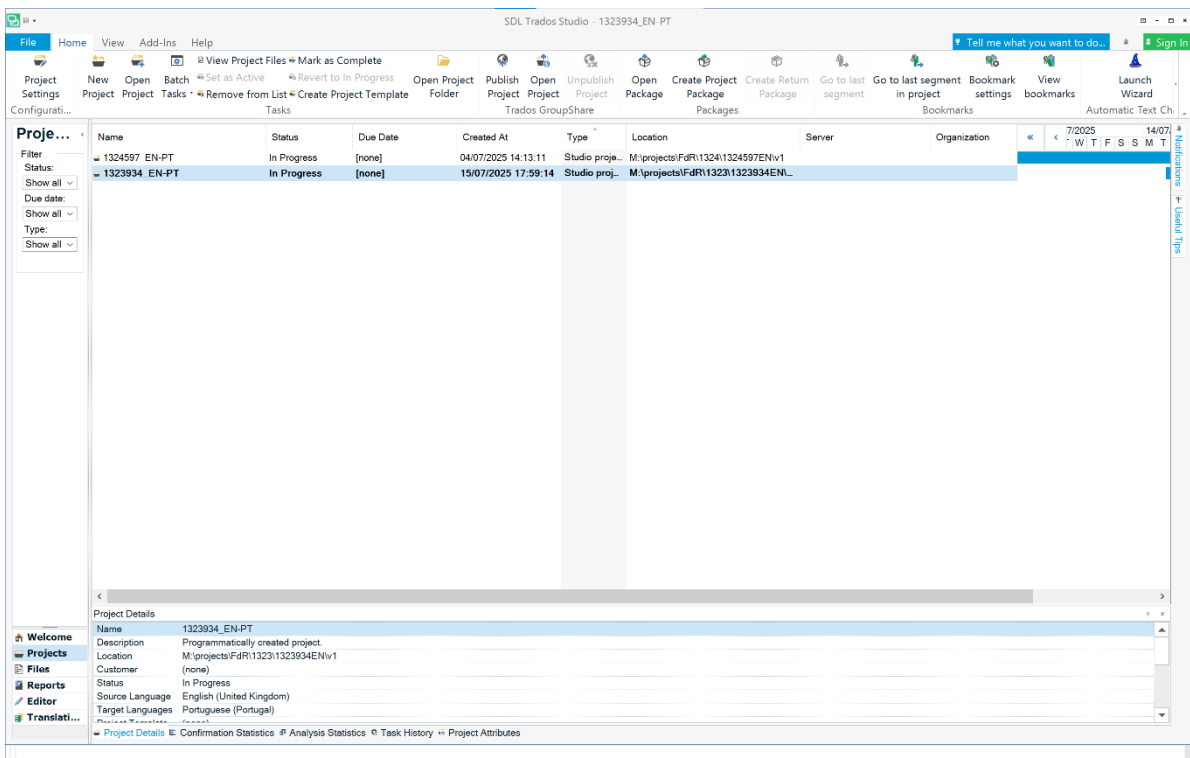 SDL Trados Studio - 1323934_EN-PT
File Home View Add-Ins Help Tell me what you want to do... Sign In
Project Settings
New Project
Open Project
Batch Tasks
View Project Files Mark as Complete
Set as Active Revert to In Progress
Remove from List Create Project Template
Open Project Folder
Publish Project
Open Project
Unpublish Project
Open Package
Create Project Package
Create Return Package
Go to last segment
Go to last segment in project
Bookmark settings
View bookmarks
Launch Wizard
Configurati... Tasks Trados GroupShare Packages Bookmarks Automatic Text Ch
Proje...
Filter
Status:
Show all
Due date:
Show all
Type:
Show all
Name Status Due Date Created At Type Location Server Organization « ‹ 7/2025 14/07
W T F S S M T
1324597_EN-PT In Progress [none] 04/07/2025 14:13:11 Studio proje... M:\projects\FdR\1324\1324597EN\v1
1323934_EN-PT In Progress [none] 15/07/2025 17:59:14 Studio proj... M:\projects\FdR\1323\1323934EN\...
Notifications
Useful Tips
Welcome
Projects
Files
Reports
Editor
Translati...
Project Details
Name 1323934_EN-PT
Description Programmatically created project.
Location M:\projects\FdR\1323\1323934EN\v1
Customer (none)
Status In Progress
Source Language English (United Kingdom)
Target Languages Portuguese (Portugal)
Project Template (none)
Project Details Confirmation Statistics Analysis Statistics Task History Project Attributes